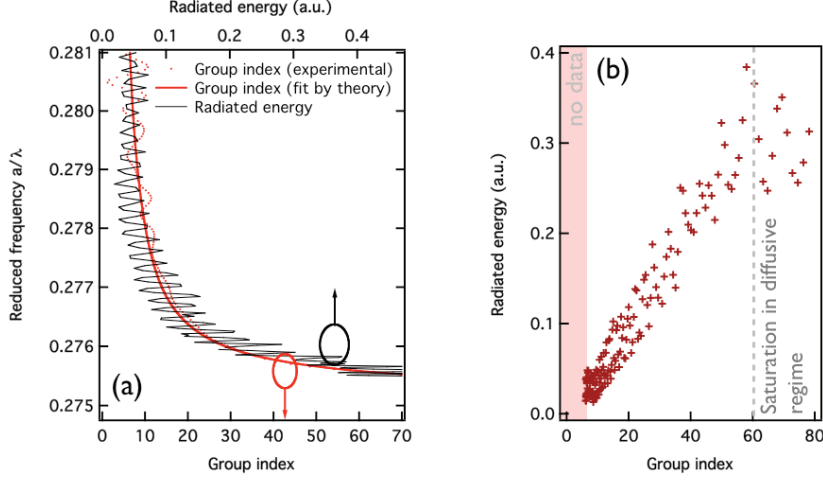 Radiated energy (a.u.)
0.0 0.1 0.2 0.3 0.4
0.281
0.280
0.279
0.278
0.277
0.276
0.275
Reduced frequency a/λ
Group index (experimental)
Group index (fit by theory)
Radiated energy
(a)
0 10 20 30 40 50 60 70
Group index
0.4
0.3
0.2
0.1
0.0
Radiated energy (a.u.)
no data
(b)
Saturation in diffusive
regime
0 20 40 60 80
Group index